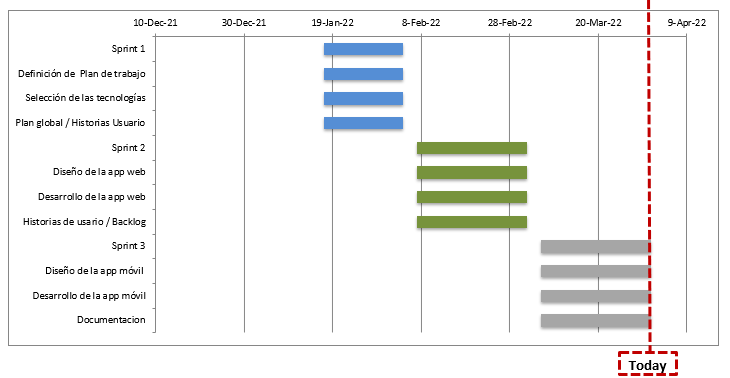 10-Dec-21 30-Dec-21 19-Jan-22 8-Feb-22 28-Feb-22 20-Mar-22 9-Apr-22
Sprint 1
Definición de Plan de trabajo
Selección de las tecnologías
Plan global / Historias Usuario
Sprint 2
Diseño de la app web
Desarrollo de la app web
Historias de usario / Backlog
Sprint 3
Diseño de la app móvil
Desarrollo de la app móvil
Documentacion
Today